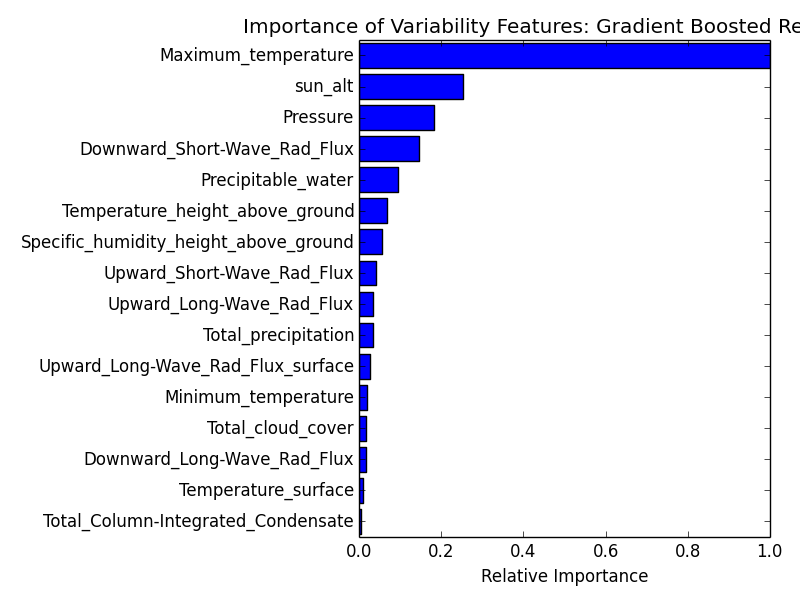 Importance of Variability Features: Gradient Boosted Re
Maximum_temperature
sun_alt
Pressure
Downward_Short-Wave_Rad_Flux
Precipitable_water
Temperature_height_above_ground
Specific_humidity_height_above_ground
Upward_Short-Wave_Rad_Flux
Upward_Long-Wave_Rad_Flux
Total_precipitation
Upward_Long-Wave_Rad_Flux_surface
Minimum_temperature
Total_cloud_cover
Downward_Long-Wave_Rad_Flux
Temperature_surface
Total_Column-Integrated_Condensate
0.0 0.2 0.4 0.6 0.8 1.0
Relative Importance